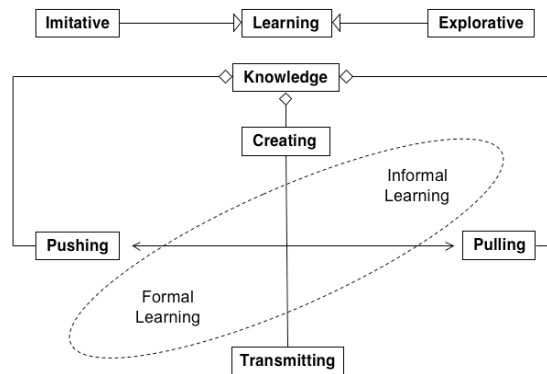 Imitative
Learning
Explorative
Knowledge
Creating
Informal
Learning
Pushing
Pulling
Formal
Learning
Transmitting